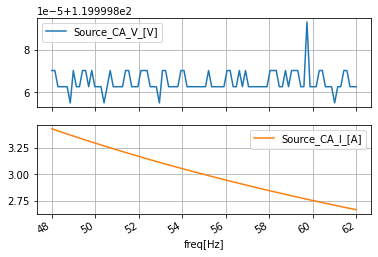 1e-5+1.199998e2
Source_CA_V_[V]
8
6
Source_CA_I_[A]
3.25
3.00
2.75
48 50 52 54 56 58 60 62
freq[Hz]